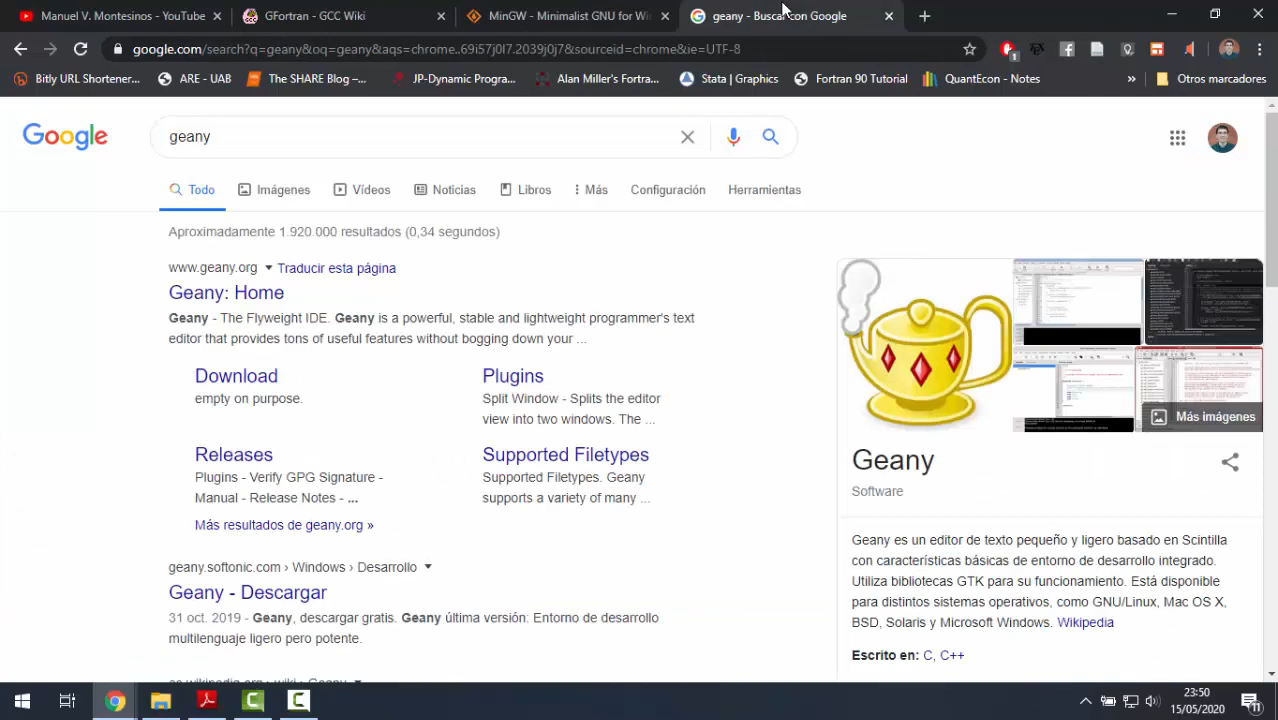 Manuel V. Montesinos - YouTube
GFortran - GCC Wiki
MinGW - Minimalist GNU for Wi
geany - Buscar con Google
google.com/search?q=geany&oq=geany&aqs=chrome..69i57j0l7.2039j0j7&sourceid=chrome&ie=UTF-8
1
Bitly URL Shortener...
ARE - UAB
The SHARE Blog –...
JP-Dynamic Progra...
Alan Miller's Fortra...
Stata | Graphics
Fortran 90 Tutorial
QuantEcon - Notes
»
Otros marcadores
Google
geany
Todo
Imágenes
Vídeos
Noticias
Libros
Más
Configuración
Herramientas
Aproximadamente 1.920.000 resultados (0,34 segundos)
www.geany.org Traducir esta página
Geany: Home
Geany - The Flyweight IDE. Geany is a powerful, lightweight programmer's text
editor that provides tons of useful features without down your ...
Download
empty on purpose.
Plugins
Split Window - Splits the editor
view into two windows. The ...
Releases
Plugins - Verify GPG Signature -
Manual - Release Notes - ...
Supported Filetypes
Supported Filetypes. Geany
supports a variety of many ...
Más resultados de geany.org »
geany.softonic.com › Windows › Desarrollo
Geany - Descargar
31 oct. 2019 - Geany, descargar gratis. Geany última versión: Entorno de desarrollo
multilenguaje ligero pero potente.
Más imágenes
Geany
Software
Geany es un editor de texto pequeño y ligero basado en Scintilla
con características básicas de entorno de desarrollo integrado.
Utiliza bibliotecas GTK para su funcionamiento. Está disponible
para distintos sistemas operativos, como GNU/Linux, Mac OS X,
BSD, Solaris y Microsoft Windows. Wikipedia
Escrito en: C, C++
23:50
15/05/2020
11